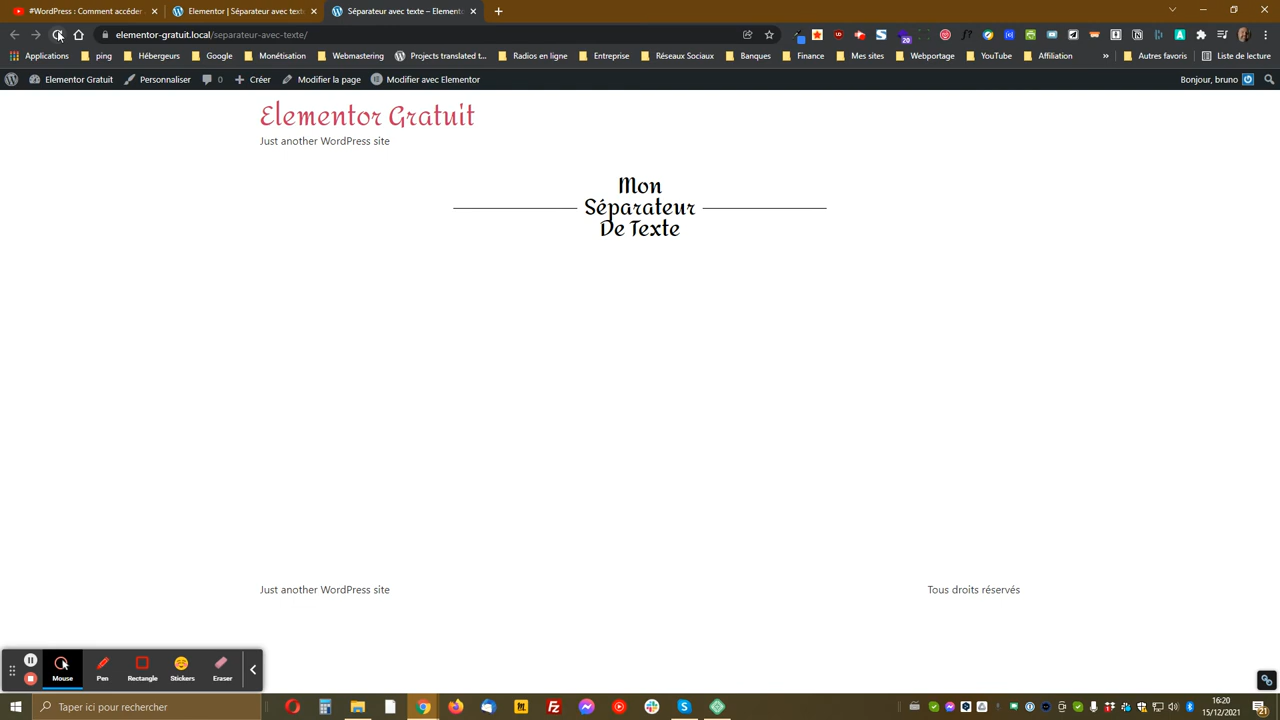 #WordPress : Comment accéder
Elementor | Séparateur avec texte
Séparateur avec texte – Elemento
elementor-gratuit.local/separateur-avec-texte/
Applications
ping
Hébergeurs
Google
Monétisation
Webmastering
Projects translated t...
Radios en ligne
Entreprise
Réseaux Sociaux
Banques
Finance
Mes sites
Webportage
YouTube
Affiliation
»
Autres favoris
Liste de lecture
Elementor Gratuit
Personnaliser
0
Créer
Modifier la page
Modifier avec Elementor
Bonjour, bruno
Elementor Gratuit
Just another WordPress site
Mon
Séparateur
De Texte
Just another WordPress site
Tous droits réservés
Mouse
Pen
Rectangle
Stickers
Eraser
Taper ici pour rechercher
16:20
15/12/2021